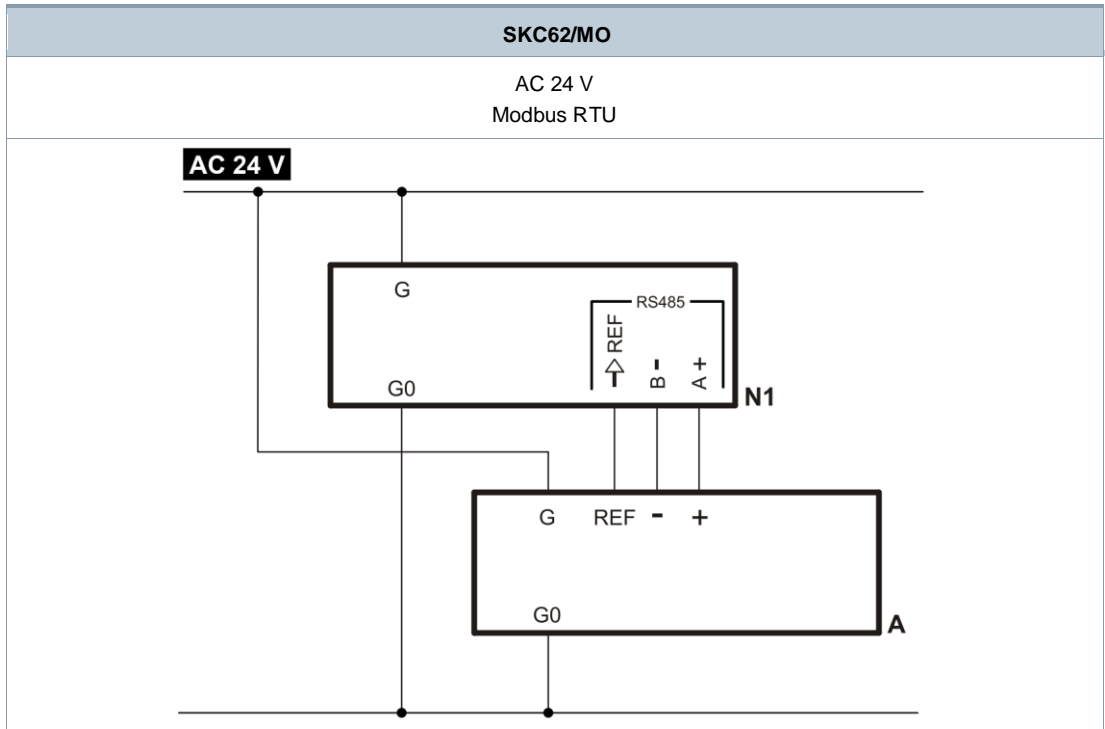 SKC62/MO
AC 24 V
Modbus RTU
AC 24 V
G
RS485
REF
B -
A +
G0
N1
G REF - +
G0
A